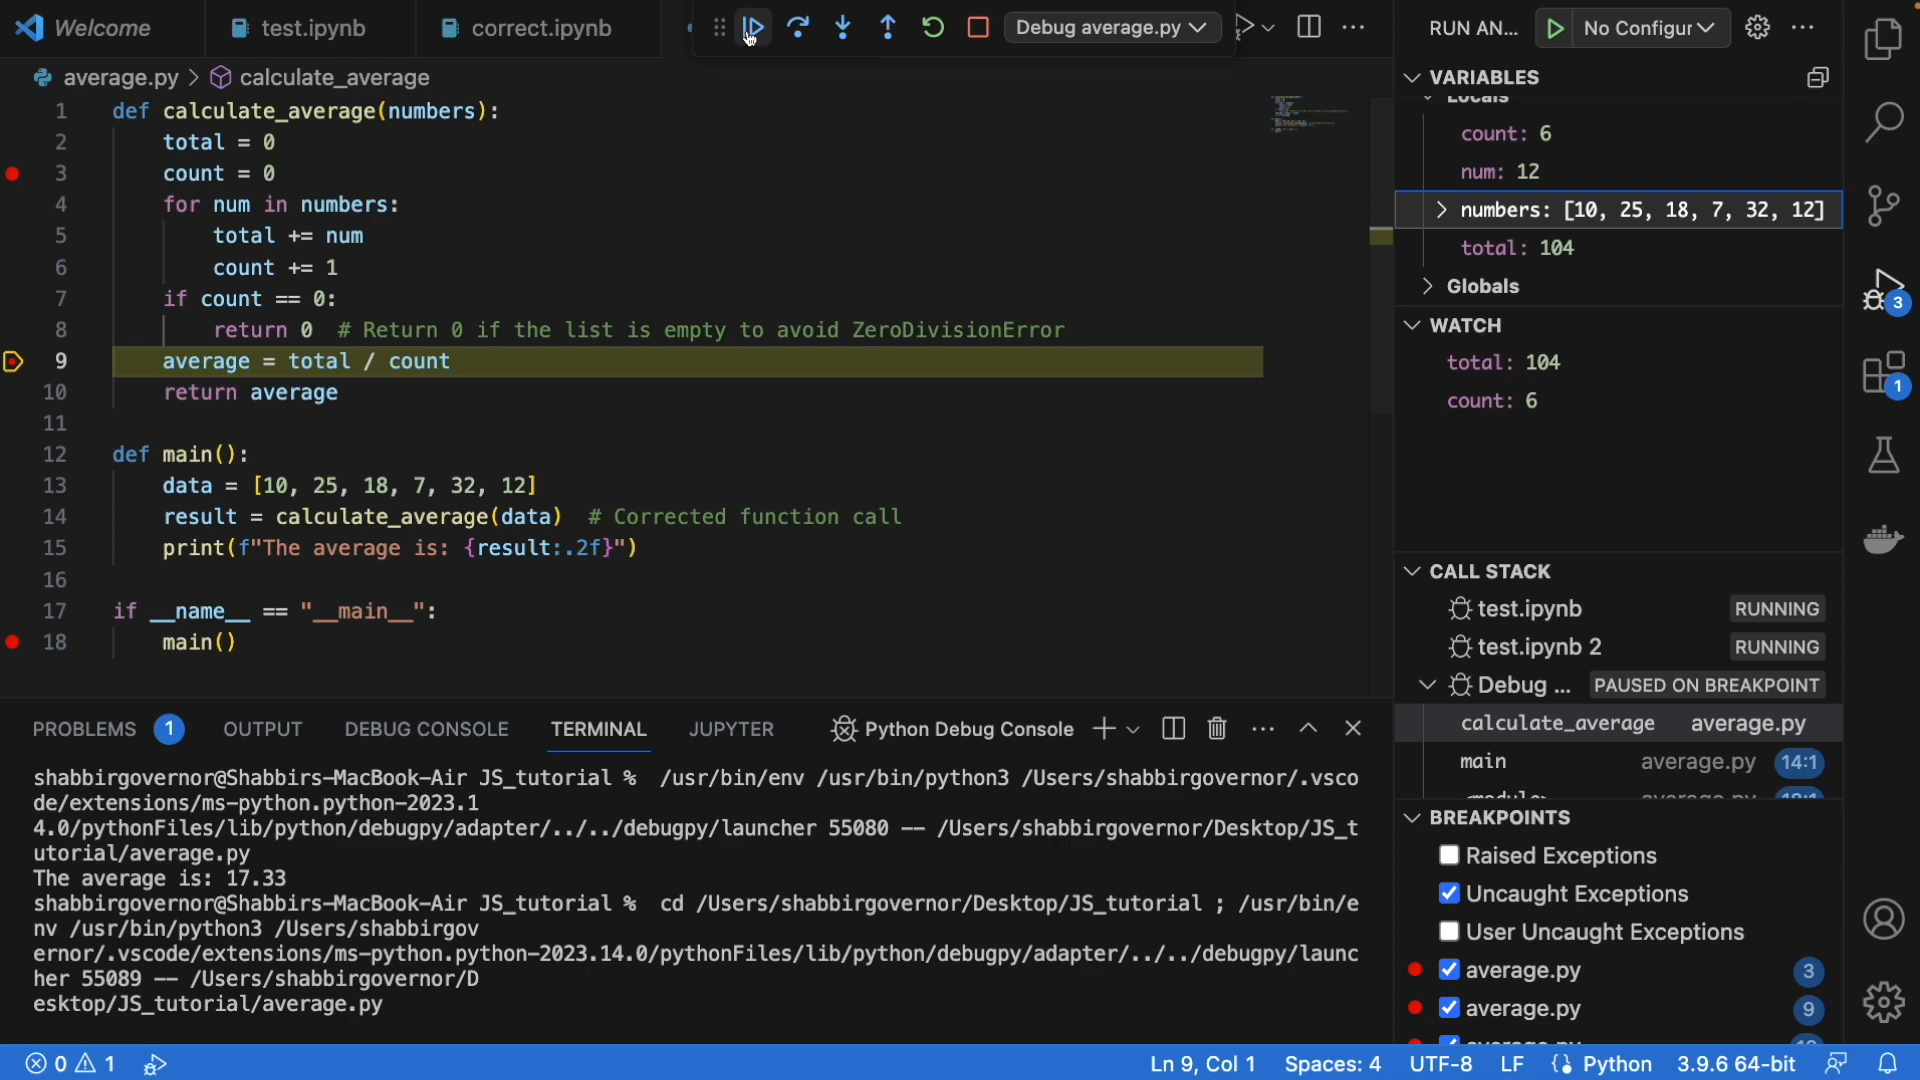 Welcome
test.ipynb
correct.ipynb
Debug average.py
RUN AN...
No Configur
average.py > calculate_average
1 def calculate_average(numbers):
2 total = 0
3 count = 0
4 for num in numbers:
5 total += num
6 count += 1
7 if count == 0:
8 return 0 # Return 0 if the list is empty to avoid ZeroDivisionError
9 average = total / count
10 return average
11
12 def main():
13 data = [10, 25, 18, 7, 32, 12]
14 result = calculate_average(data) # Corrected function call
15 print(f"The average is: {result:.2f}")
16
17 if __name__ == "__main__":
18 main()
VARIABLES
Locals
count: 6
num: 12
numbers: [10, 25, 18, 7, 32, 12]
total: 104
Globals
WATCH
total: 104
count: 6
CALL STACK
test.ipynb RUNNING
test.ipynb 2 RUNNING
Debug ... PAUSED ON BREAKPOINT
calculate_average average.py
main average.py 14:1
<module> average.py 18:1
BREAKPOINTS
Raised Exceptions
Uncaught Exceptions
User Uncaught Exceptions
average.py 3
average.py 9
average.py 18
3
1
PROBLEMS 1 OUTPUT DEBUG CONSOLE TERMINAL JUPYTER Python Debug Console
shabbirgovernor@Shabbirs-MacBook-Air JS_tutorial % /usr/bin/env /usr/bin/python3 /Users/shabbirgovernor/.vsco
de/extensions/ms-python.python-2023.1
4.0/pythonFiles/lib/python/debugpy/adapter/../../debugpy/launcher 55080 -- /Users/shabbirgovernor/Desktop/JS_t
utorial/average.py
The average is: 17.33
shabbirgovernor@Shabbirs-MacBook-Air JS_tutorial % cd /Users/shabbirgovernor/Desktop/JS_tutorial ; /usr/bin/e
nv /usr/bin/python3 /Users/shabbirgov
ernor/.vscode/extensions/ms-python.python-2023.14.0/pythonFiles/lib/python/debugpy/adapter/../../debugpy/launc
her 55089 -- /Users/shabbirgovernor/D
esktop/JS_tutorial/average.py
0 1 Ln 9, Col 1 Spaces: 4 UTF-8 LF Python 3.9.6 64-bit